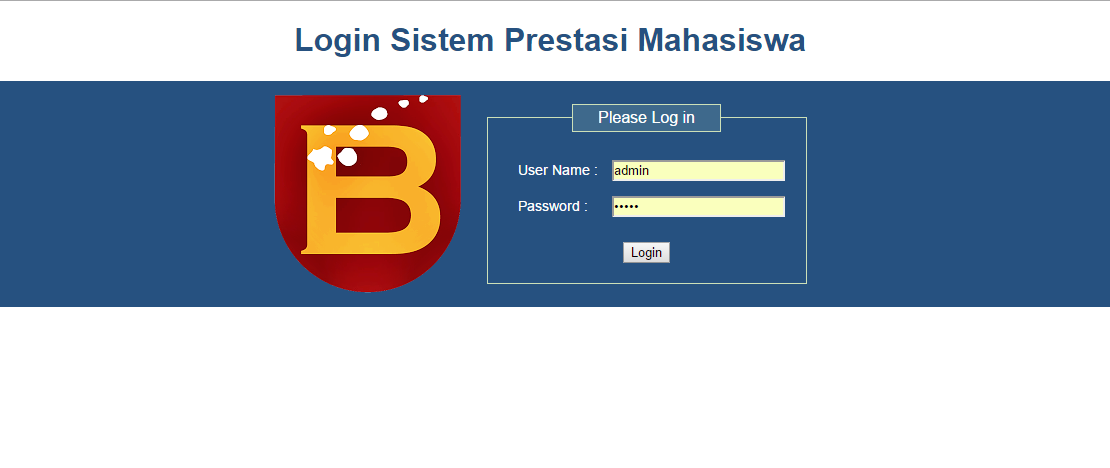 Login Sistem Prestasi Mahasiswa
B
Please Log in
User Name : admin
Password : •••••
Login